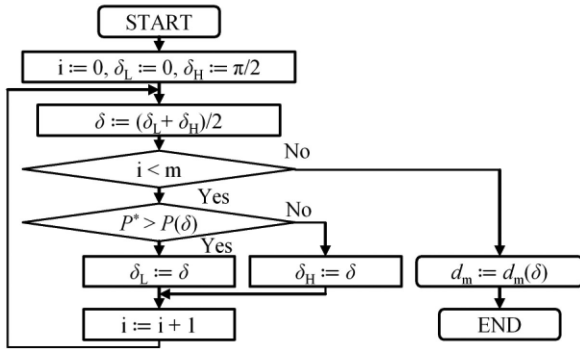 START
i := 0, δL := 0, δH := π/2
δ := (δL + δH)/2
i < m
No
Yes
P* > P(δ)
No
Yes
δL := δ
δH := δ
dm := dm(δ)
i := i + 1
END